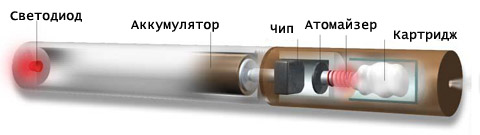 Светодиод
Аккумулятор
Чип
Атомайзер
Картридж